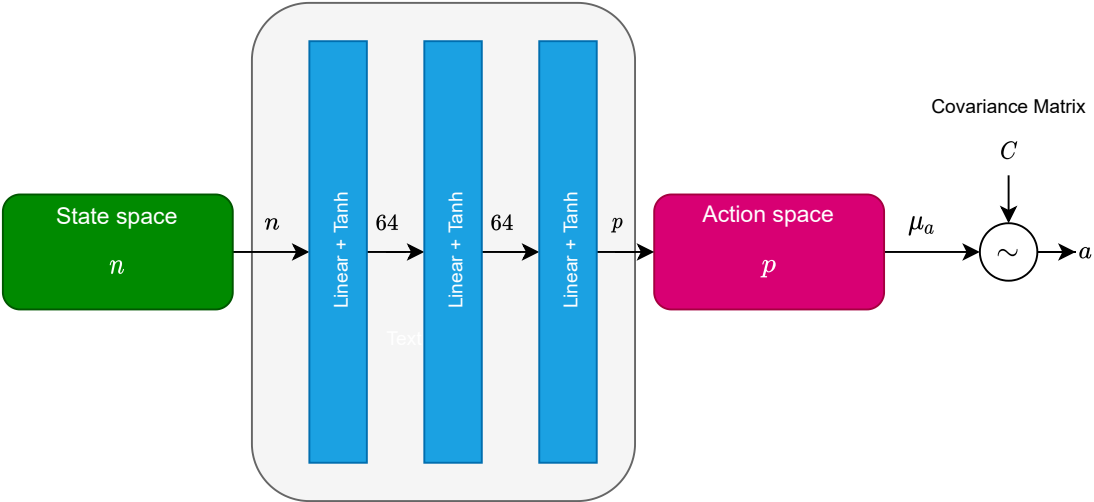 Covariance Matrix
C
State space
n
n
Linear + Tanh
64
Linear + Tanh
64
Linear + Tanh
p
Action space
p
μₐ
∼
a
Text